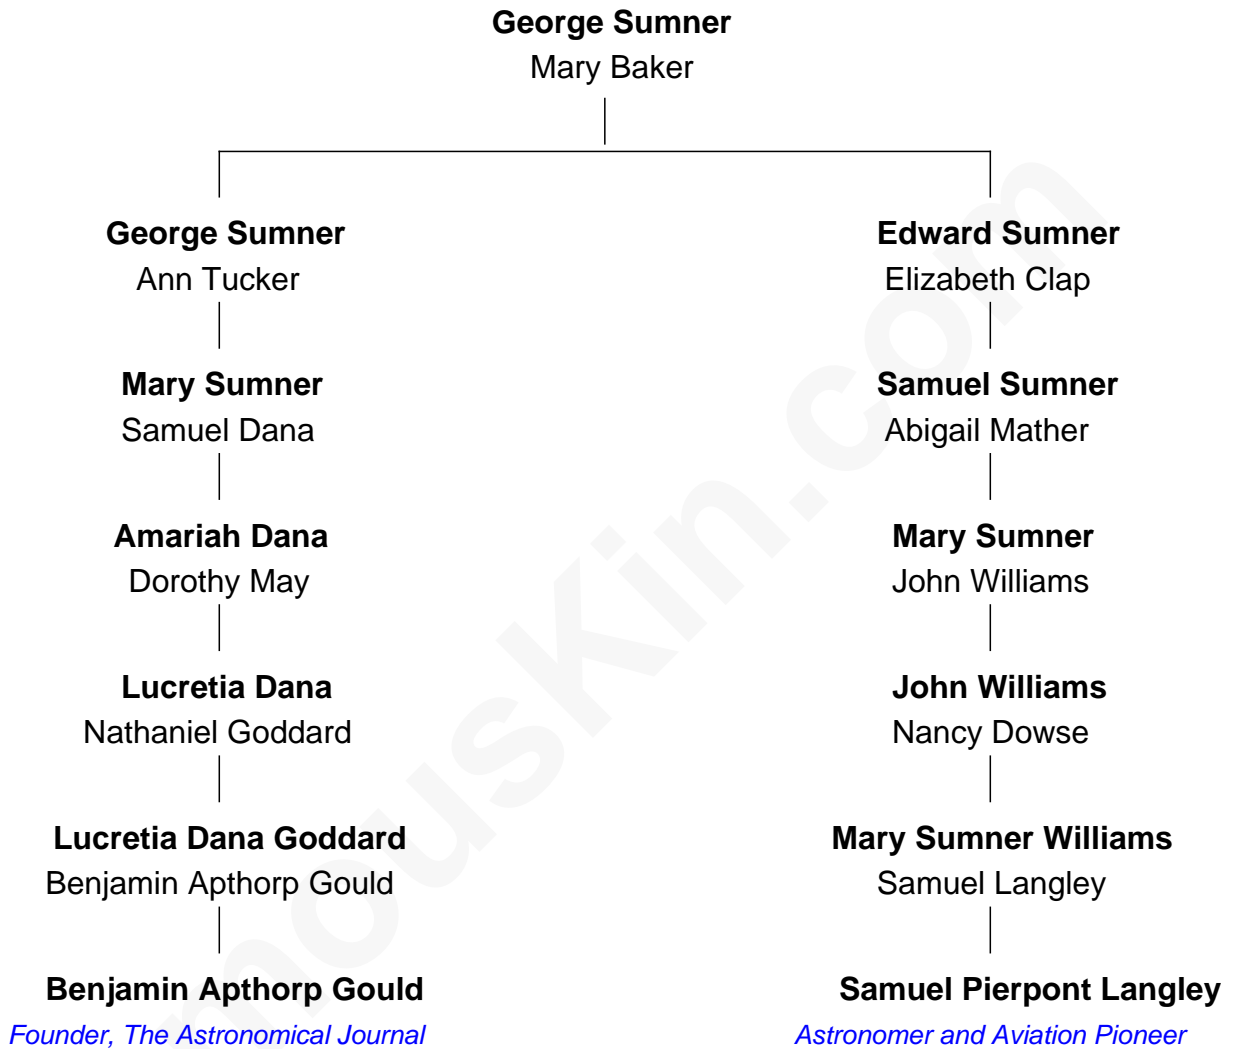 George Sumner
Mary Baker
George Sumner
Ann Tucker
Edward Sumner
Elizabeth Clap
Mary Sumner
Samuel Dana
Samuel Sumner
Abigail Mather
Amariah Dana
Dorothy May
Mary Sumner
John Williams
Lucretia Dana
Nathaniel Goddard
John Williams
Nancy Dowse
Lucretia Dana Goddard
Benjamin Apthorp Gould
Mary Sumner Williams
Samuel Langley
Benjamin Apthorp Gould
Founder, The Astronomical Journal
Samuel Pierpont Langley
Astronomer and Aviation Pioneer
mousKin.com